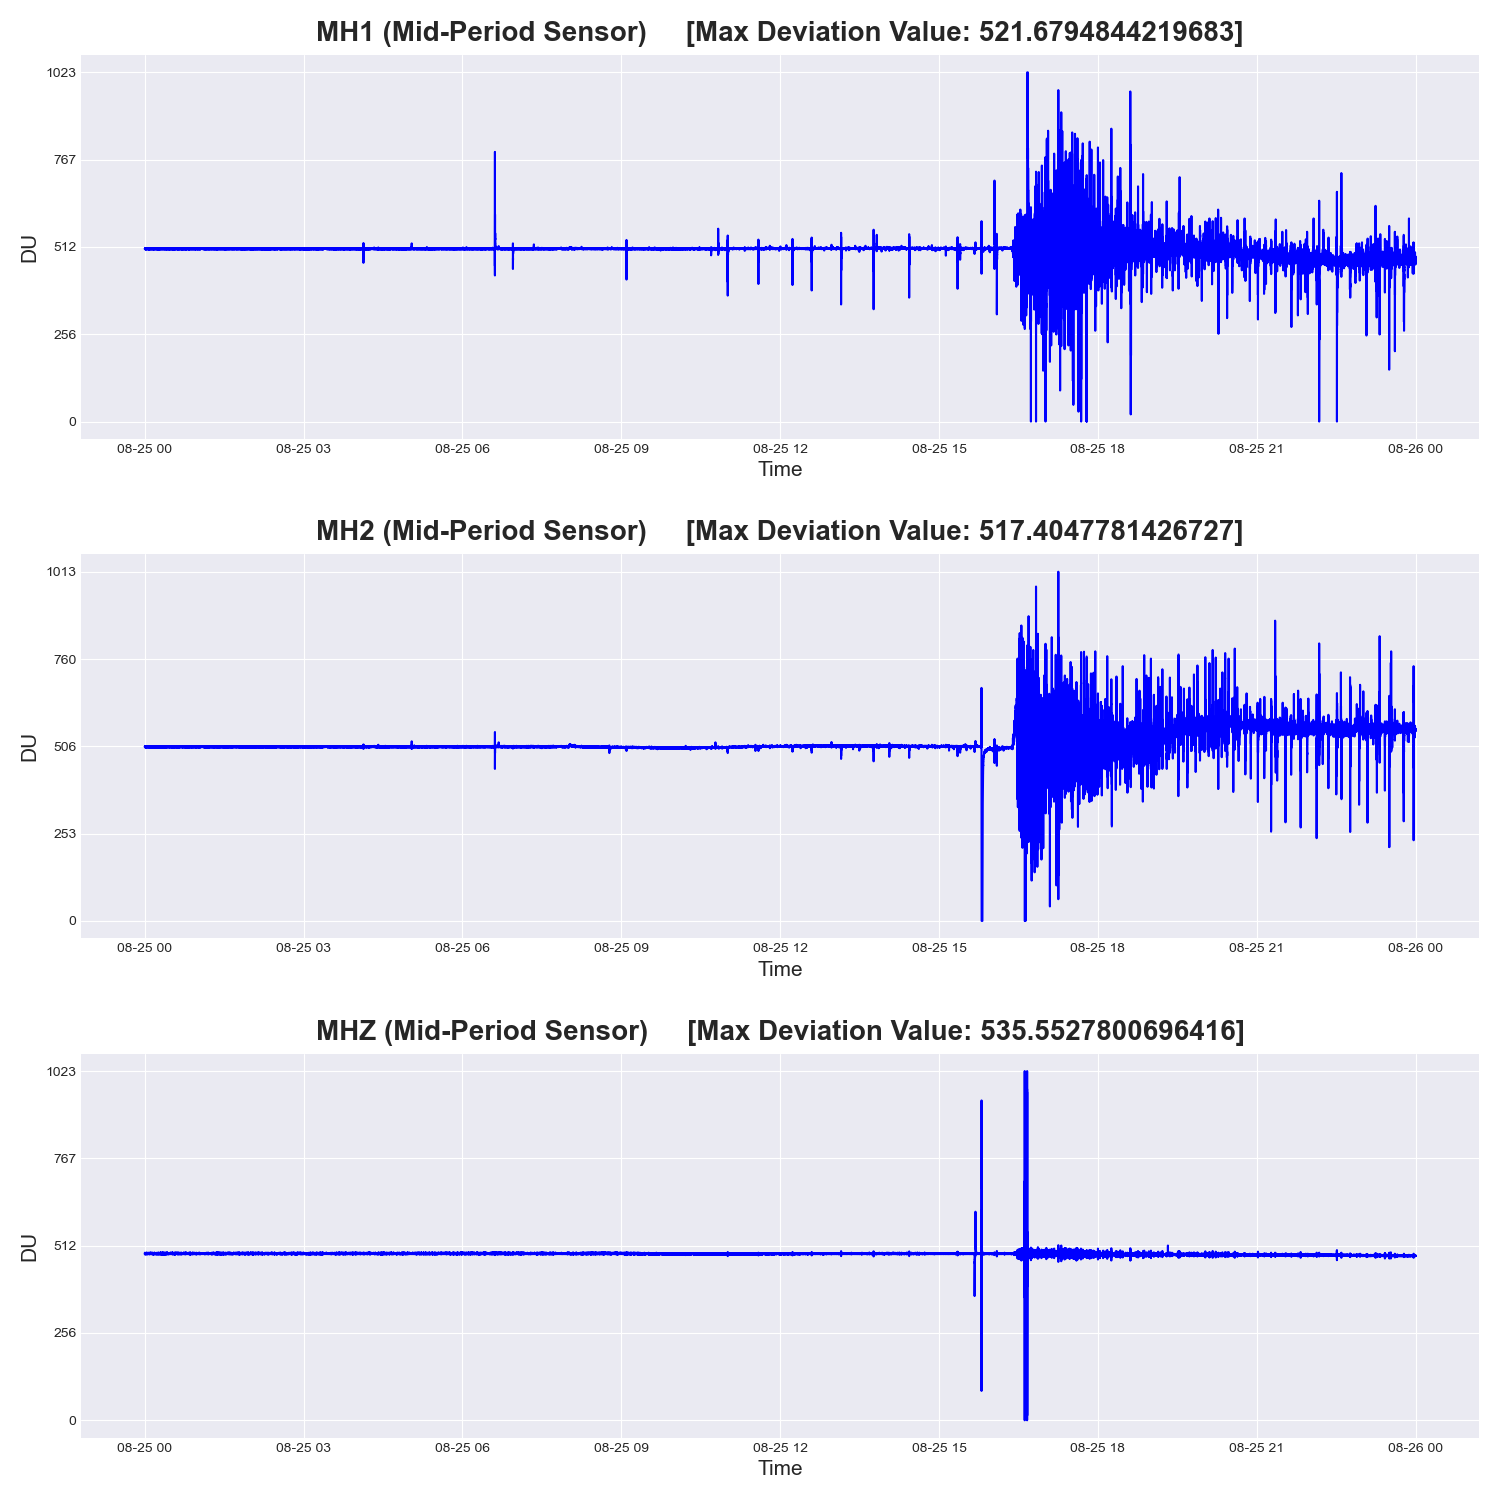 MH1 (Mid-Period Sensor) [Max Deviation Value: 521.6794844219683]
1023
767
512
256
0
DU
08-25 00 08-25 03 08-25 06 08-25 09 08-25 12 08-25 15 08-25 18 08-25 21 08-26 00
Time
MH2 (Mid-Period Sensor) [Max Deviation Value: 517.4047781426727]
1013
760
506
253
0
DU
08-25 00 08-25 03 08-25 06 08-25 09 08-25 12 08-25 15 08-25 18 08-25 21 08-26 00
Time
MHZ (Mid-Period Sensor) [Max Deviation Value: 535.5527800696416]
1023
767
512
256
0
DU
08-25 00 08-25 03 08-25 06 08-25 09 08-25 12 08-25 15 08-25 18 08-25 21 08-26 00
Time